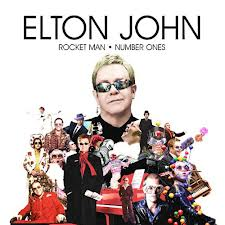 ELTON JOHN
ROCKET MAN • NUMBER ONES